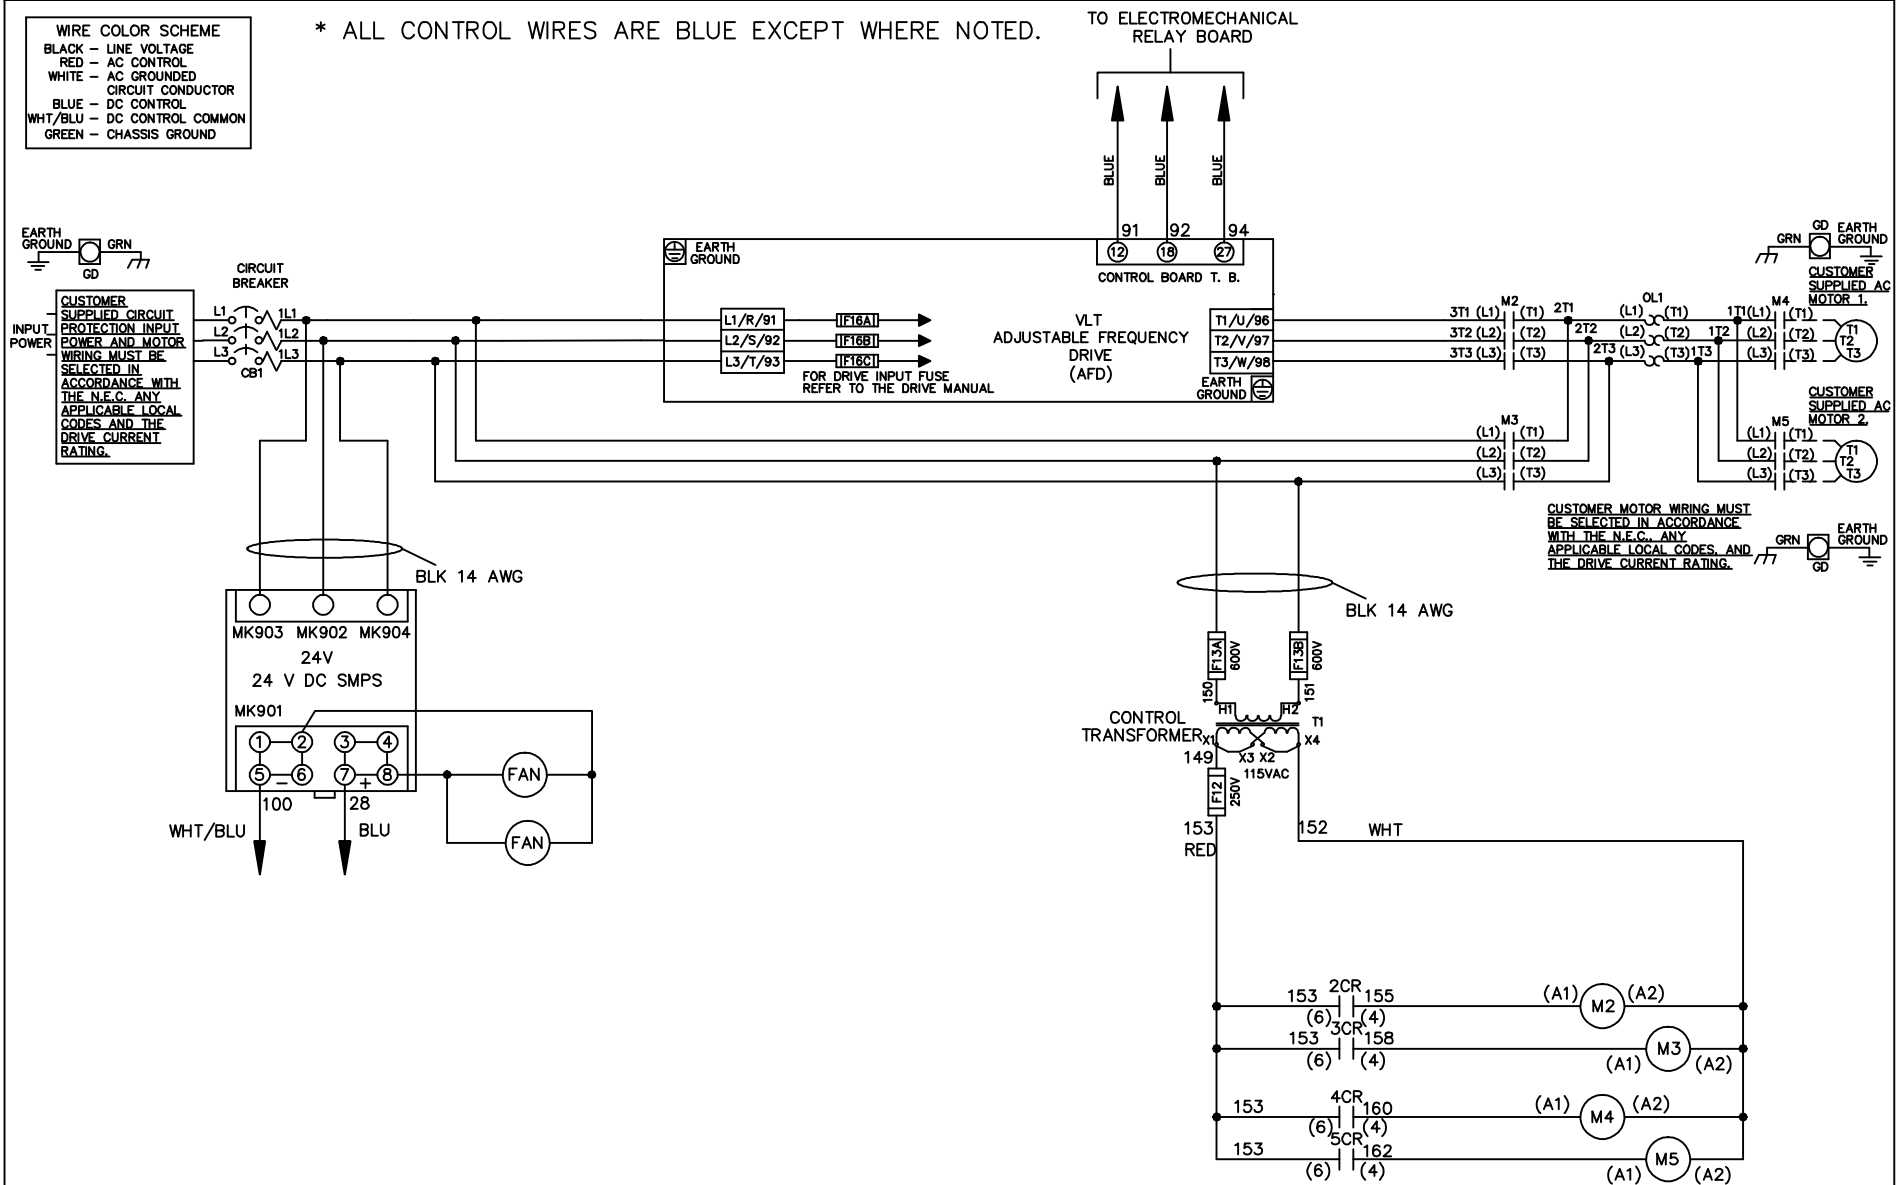 WIRE COLOR SCHEME
BLACK – LINE VOLTAGE
RED – AC CONTROL
WHITE – AC GROUNDED
CIRCUIT CONDUCTOR
BLUE – DC CONTROL
WHT/BLU – DC CONTROL COMMON
GREEN – CHASSIS GROUND
* ALL CONTROL WIRES ARE BLUE EXCEPT WHERE NOTED.
TO ELECTROMECHANICAL
RELAY BOARD
BLUE
BLUE
BLUE
91 92 94
12 18 27
CONTROL BOARD T. B.
EARTH
GROUND
GRN
GD
CIRCUIT
BREAKER
INPUT
POWER
CUSTOMER
SUPPLIED CIRCUIT
PROTECTION INPUT
POWER AND MOTOR
WIRING MUST BE
SELECTED IN
ACCORDANCE WITH
THE N.E.C. ANY
APPLICABLE LOCAL
CODES AND THE
DRIVE CURRENT
RATING.
L1 1L1
L2 1L2
L3 1L3
CB1
EARTH
GROUND
L1/R/91 IF16A
L2/S/92 IF16B
L3/T/93 IF16C
FOR DRIVE INPUT FUSE
REFER TO THE DRIVE MANUAL
VLT
ADJUSTABLE FREQUENCY
DRIVE
(AFD)
T1/U/96
T2/V/97
T3/W/98
EARTH
GROUND
M2
3T1 (L1) (T1) 2T1
3T2 (L2) (T2) 2T2
3T3 (L3) (T3) 2T3
OL1
(L1) (T1) 1T1
(L2) (T2) 1T2
(L3) (T3) 1T3
M4
(L1) (T1)
(L2) (T2)
(L3) (T3)
T1
T2
T3
GRN
GD
EARTH
GROUND
CUSTOMER
SUPPLIED AC
MOTOR 1.
M3
(L1) (T1)
(L2) (T2)
(L3) (T3)
CUSTOMER
SUPPLIED AC
MOTOR 2.
M5
(L1) (T1)
(L2) (T2)
(L3) (T3)
T1
T2
T3
CUSTOMER MOTOR WIRING MUST
BE SELECTED IN ACCORDANCE
WITH THE N.E.C., ANY
APPLICABLE LOCAL CODES, AND
THE DRIVE CURRENT RATING.
GRN
GD
EARTH
GROUND
BLK 14 AWG
MK903 MK902 MK904
24V
24 V DC SMPS
MK901
1 2 3 4
5 – 6 7 + 8
100 28
WHT/BLU
BLU
FAN
FAN
BLK 14 AWG
F13A
600V
F13B
600V
150
151
H1 H2
T1
CONTROL
TRANSFORMER
X1 X3 X2 X4
115VAC
149
F12
250V
153
RED
152 WHT
2CR
153 155 (A1) M2 (A2)
(6) (4)
3CR
153 158 M3
(6) (4) (A1) (A2)
4CR
153 160 (A1) M4 (A2)
(6) (4)
5CR
153 162 M5
(6) (4) (A1) (A2)